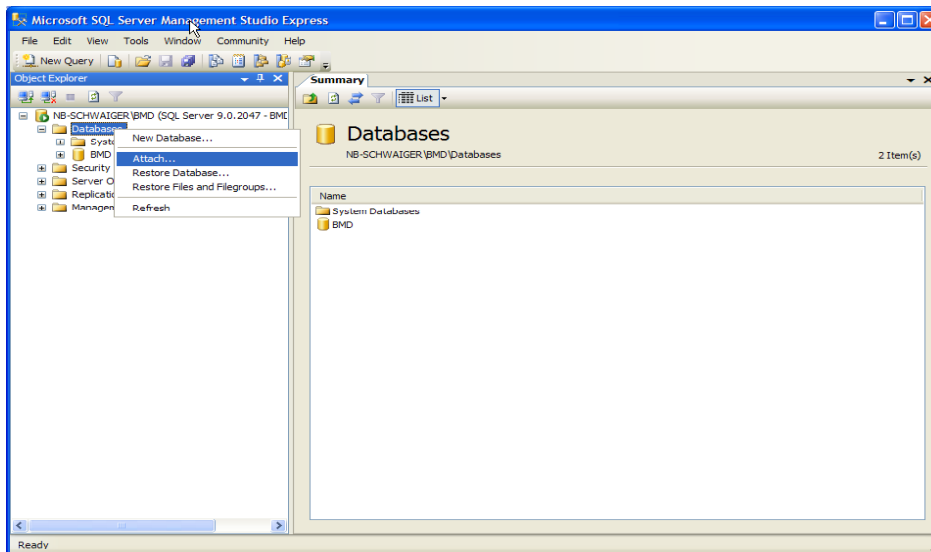 Microsoft SQL Server Management Studio Express
File Edit View Tools Window Community Help
New Query
Object Explorer
Summary
List
NB-SCHWAIGER\BMD (SQL Server 9.0.2047 - BMD
Databases
Syste
BMD
Security
Server O
Replicatio
Managem
New Database...
Attach...
Restore Database...
Restore Files and Filegroups...
Refresh
Databases
NB-SCHWAIGER\BMD\Databases
2 Item(s)
Name
System Databases
BMD
Ready